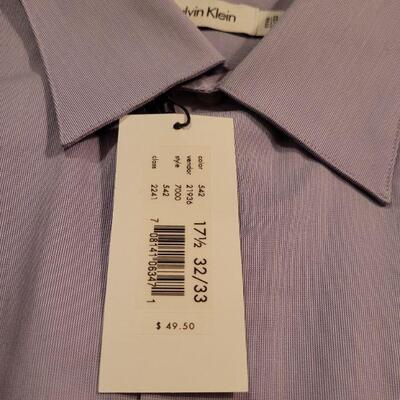 lvin Klein
color 542
vendor 21936
style 7000
542
class 2241
17½ 32/33
7 08141 06347 1
$ 49.50